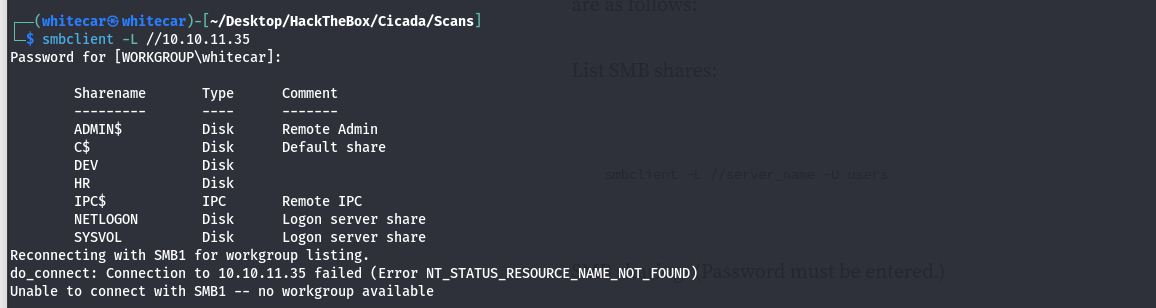 ┌──(whitecar㉿whitecar)-[~/Desktop/HackTheBox/Cicada/Scans]
└─$ smbclient -L //10.10.11.35
Password for [WORKGROUP\whitecar]:
Sharename Type Comment
--------- ---- -------
ADMIN$ Disk Remote Admin
C$ Disk Default share
DEV Disk
HR Disk
IPC$ IPC Remote IPC
NETLOGON Disk Logon server share
SYSVOL Disk Logon server share
Reconnecting with SMB1 for workgroup listing.
do_connect: Connection to 10.10.11.35 failed (Error NT_STATUS_RESOURCE_NAME_NOT_FOUND)
Unable to connect with SMB1 -- no workgroup available
are as follows:
List SMB shares:
smbclient -L //server_name -U users
Password must be entered.)